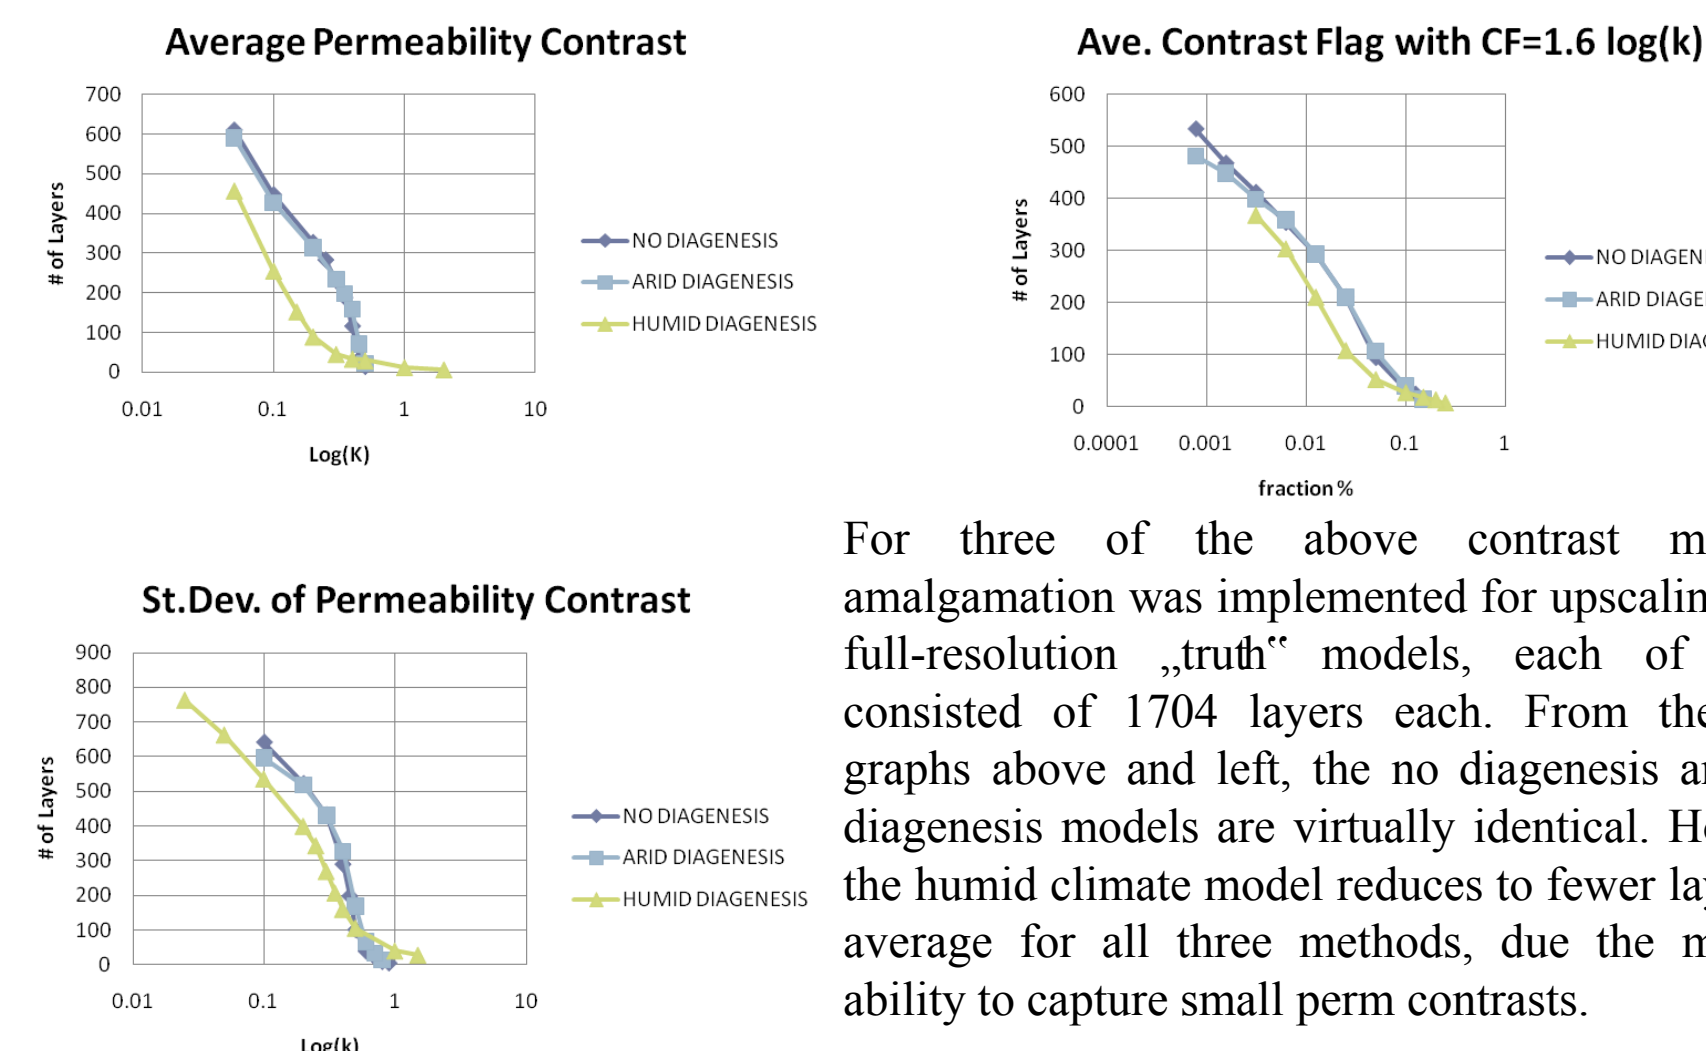 Average Permeability Contrast
700
600
500
400
300
200
100
0
0.01 0.1 1 10
# of Layers
Log(K)
NO DIAGENESIS
ARID DIAGENESIS
HUMID DIAGENESIS
Ave. Contrast Flag with CF=1.6 log(k)
600
500
400
300
200
100
0
0.0001 0.001 0.01 0.1 1
# of Layers
fraction %
NO
ARID
HUMID
St.Dev. of Permeability Contrast
900
800
700
600
500
400
300
200
100
0
0.01 0.1 1 10
# of Layers
Log(k)
NO DIAGENESIS
ARID DIAGENESIS
HUMID DIAGENESIS
For three of the above contrast
amalgamation was implemented for
full-resolution „truth‟ models, each of
consisted of 1704 layers each. From
graphs above and left, the no diagenesis
diagenesis models are virtually identical.
the humid climate model reduces to fewer
average for all three methods, due the
ability to capture small perm contrasts.